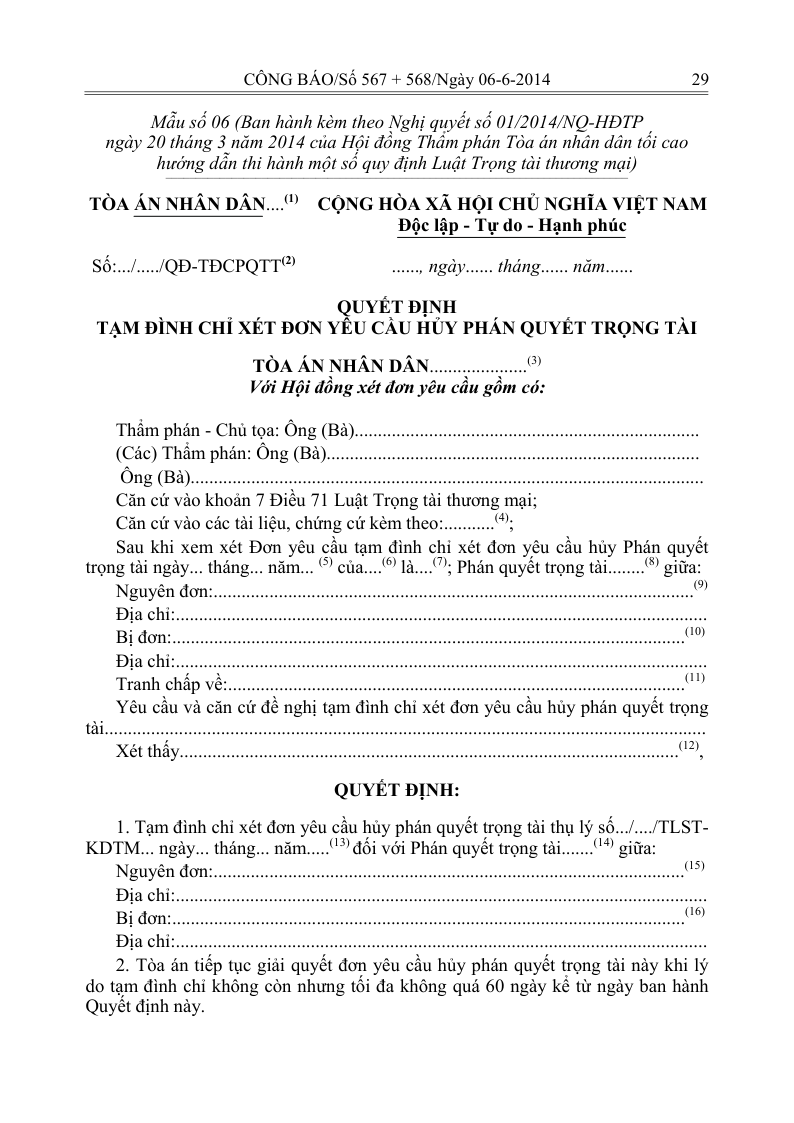 CÔNG BÁO/Số 567 + 568/Ngày 06-6-2014 29
Mẫu số 06 (Ban hành kèm theo Nghị quyết số 01/2014/NQ-HĐTP
ngày 20 tháng 3 năm 2014 của Hội đồng Thẩm phán Tòa án nhân dân tối cao
hướng dẫn thi hành một số quy định Luật Trọng tài thương mại)
TÒA ÁN NHÂN DÂN....(1) CỘNG HÒA XÃ HỘI CHỦ NGHĨA VIỆT NAM
Độc lập - Tự do - Hạnh phúc
Số:.../...../QĐ-TĐCPQTT(2) ......, ngày...... tháng...... năm......
QUYẾT ĐỊNH
TẠM ĐÌNH CHỈ XÉT ĐƠN YÊU CẦU HỦY PHÁN QUYẾT TRỌNG TÀI
TÒA ÁN NHÂN DÂN.....................(3)
Với Hội đồng xét đơn yêu cầu gồm có:
Thẩm phán - Chủ tọa: Ông (Bà)..........................................................................
(Các) Thẩm phán: Ông (Bà)................................................................................
Ông (Bà)..............................................................................................................
Căn cứ vào khoản 7 Điều 71 Luật Trọng tài thương mại;
Căn cứ vào các tài liệu, chứng cứ kèm theo:...........(4);
Sau khi xem xét Đơn yêu cầu tạm đình chỉ xét đơn yêu cầu hủy Phán quyết
trọng tài ngày... tháng... năm... (5) của....(6) là....(7); Phán quyết trọng tài........(8) giữa:
Nguyên đơn:.......................................................................................................(9)
Địa chỉ:..................................................................................................................
Bị đơn:..............................................................................................................(10)
Địa chỉ:..................................................................................................................
Tranh chấp về:..................................................................................................(11)
Yêu cầu và căn cứ đề nghị tạm đình chỉ xét đơn yêu cầu hủy phán quyết trọng
tài.................................................................................................................................
Xét thấy...........................................................................................................(12),
QUYẾT ĐỊNH:
1. Tạm đình chỉ xét đơn yêu cầu hủy phán quyết trọng tài thụ lý số.../..../TLST-
KDTM... ngày... tháng... năm.....(13) đối với Phán quyết trọng tài.......(14) giữa:
Nguyên đơn:.....................................................................................................(15)
Địa chỉ:..................................................................................................................
Bị đơn:..............................................................................................................(16)
Địa chỉ:..................................................................................................................
2. Tòa án tiếp tục giải quyết đơn yêu cầu hủy phán quyết trọng tài này khi lý
do tạm đình chỉ không còn nhưng tối đa không quá 60 ngày kể từ ngày ban hành
Quyết định này.